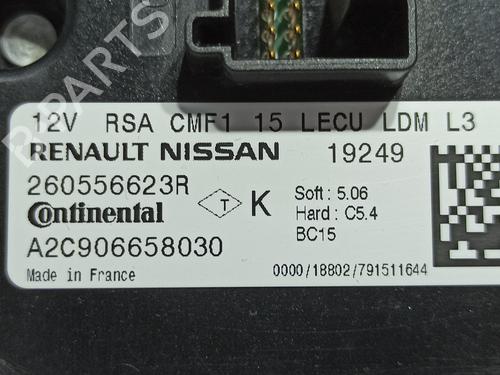 B PARTS
12V RSA CMF1 15 LECU LDM L3
RENAULT NISSAN 19249
260556623R
Continental T K Soft : 5.06
Hard : C5.4
A2C906658030 BC15
Made in France 0000/18802/791511644